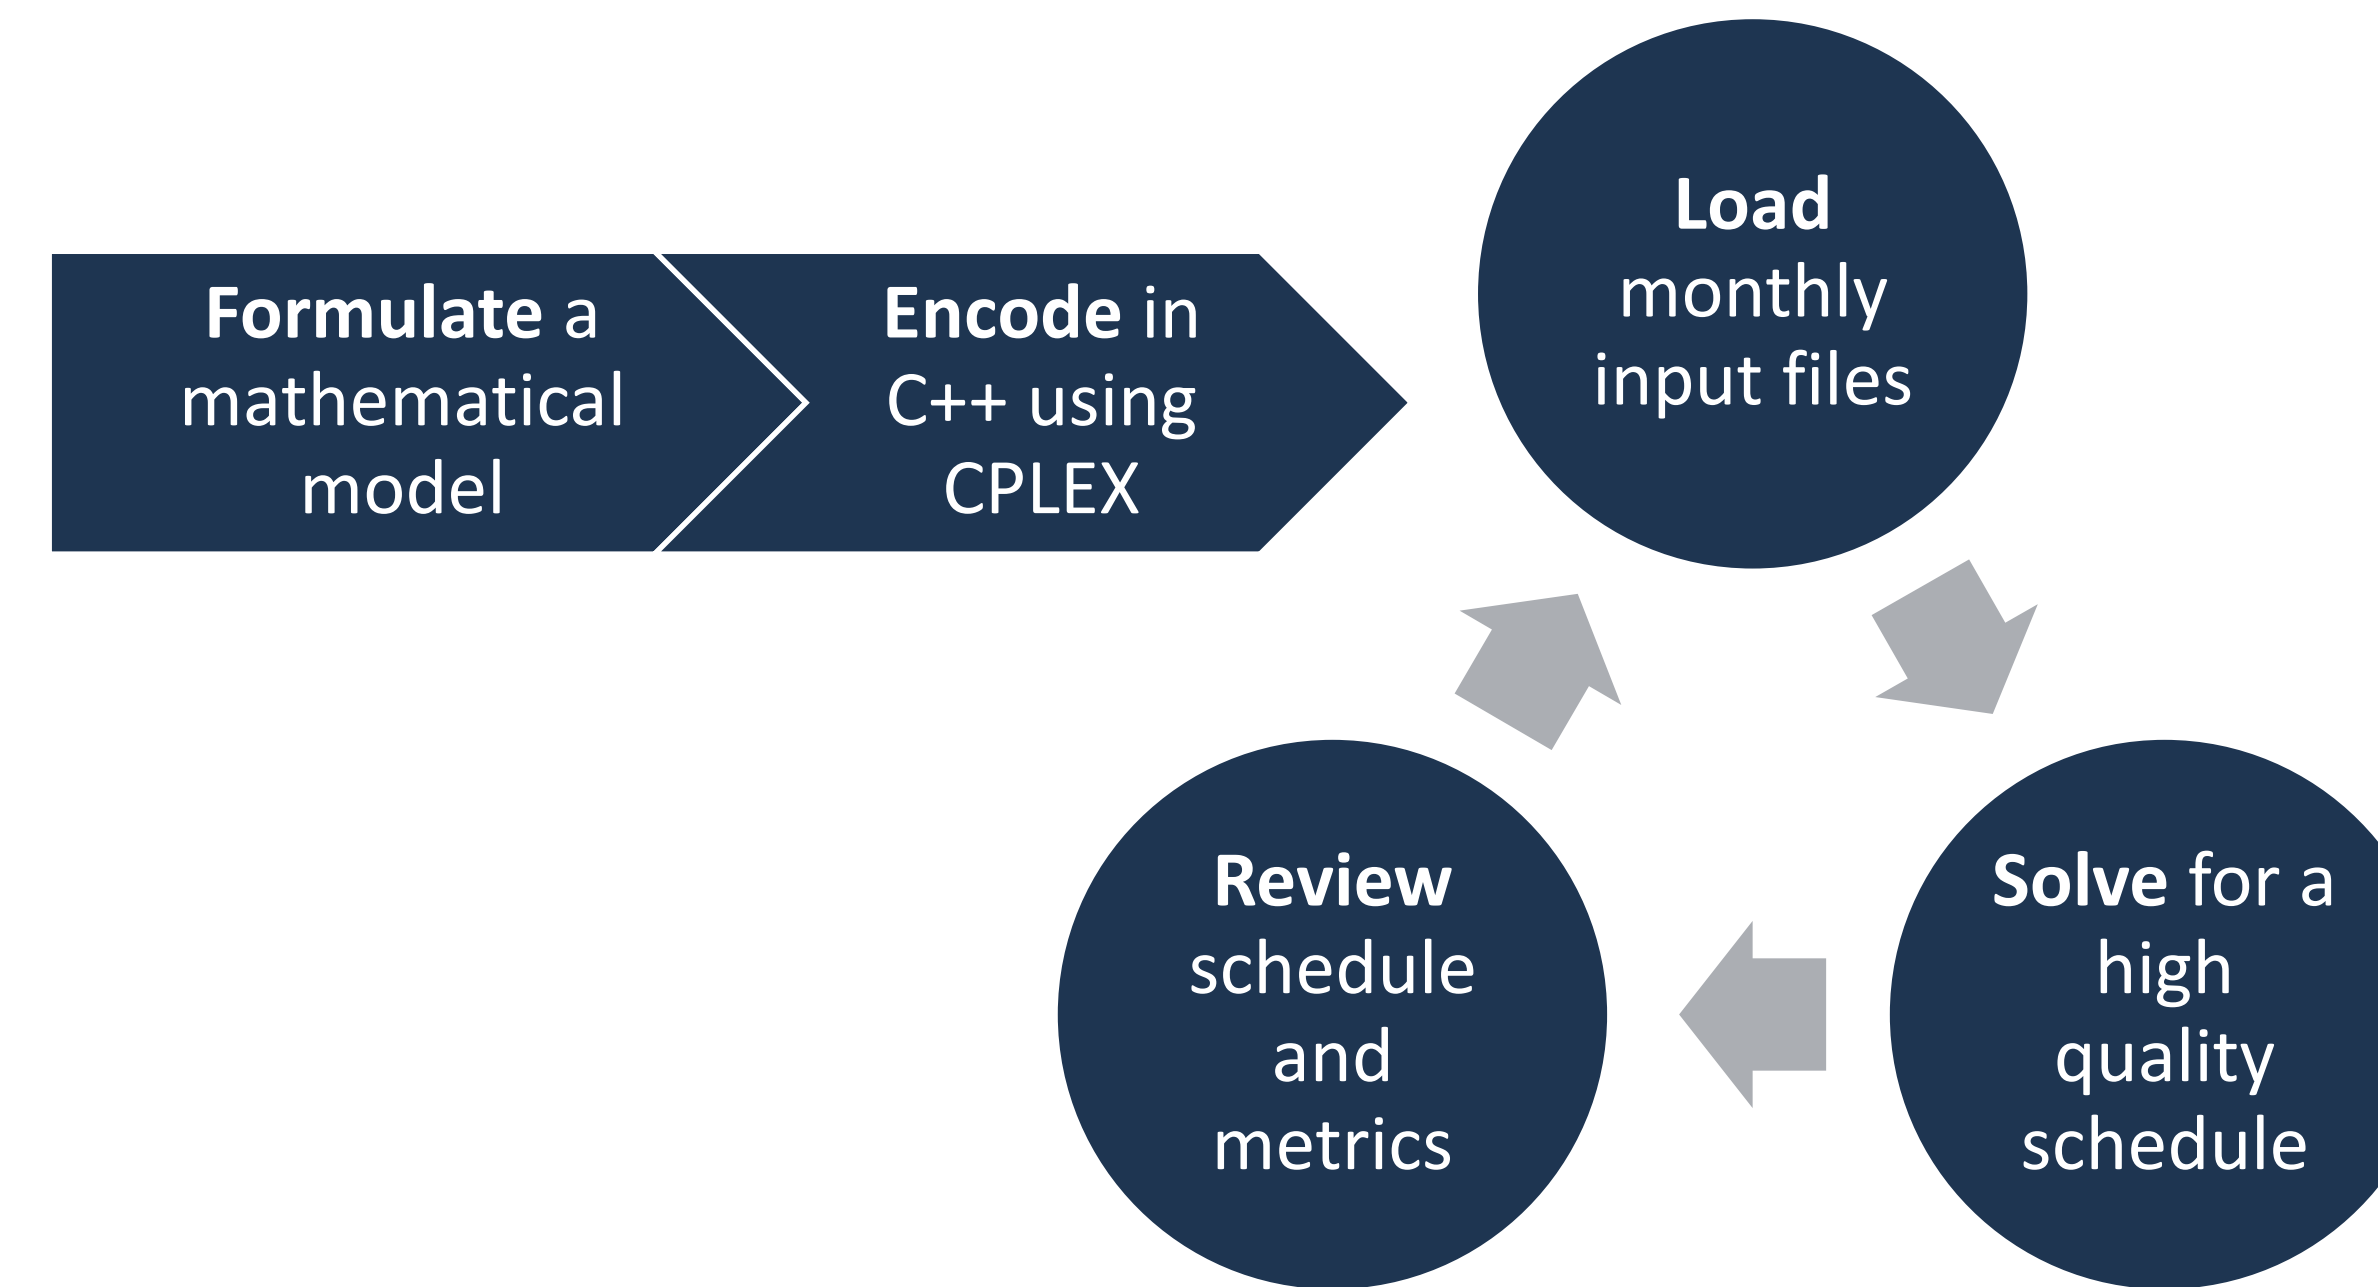 Formulate a
mathematical
model
Encode in
C++ using
CPLEX
Load
monthly
input files
Solve for a
high
quality
schedule
Review
schedule
and
metrics